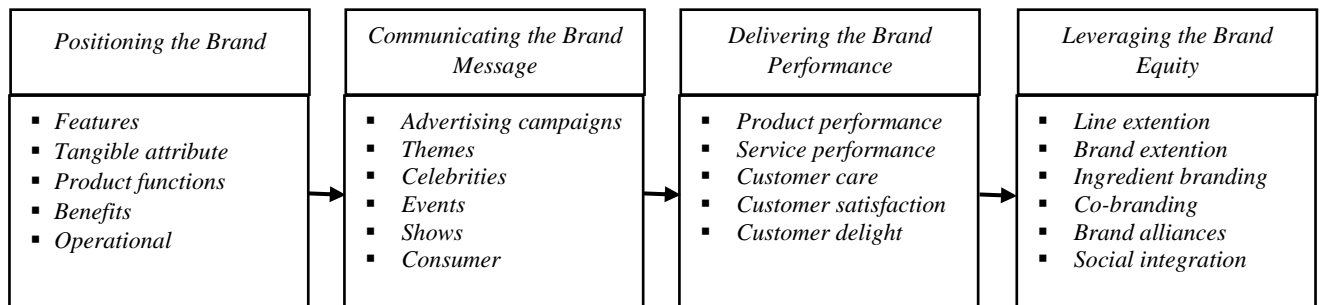 Positioning the Brand
Features
Tangible attribute
Product functions
Benefits
Operational
Communicating the Brand
Message
Advertising campaigns
Themes
Celebrities
Events
Shows
Consumer
Delivering the Brand
Performance
Product performance
Service performance
Customer care
Customer satisfaction
Customer delight
Leveraging the Brand
Equity
Line extention
Brand extention
Ingredient branding
Co-branding
Brand alliances
Social integration